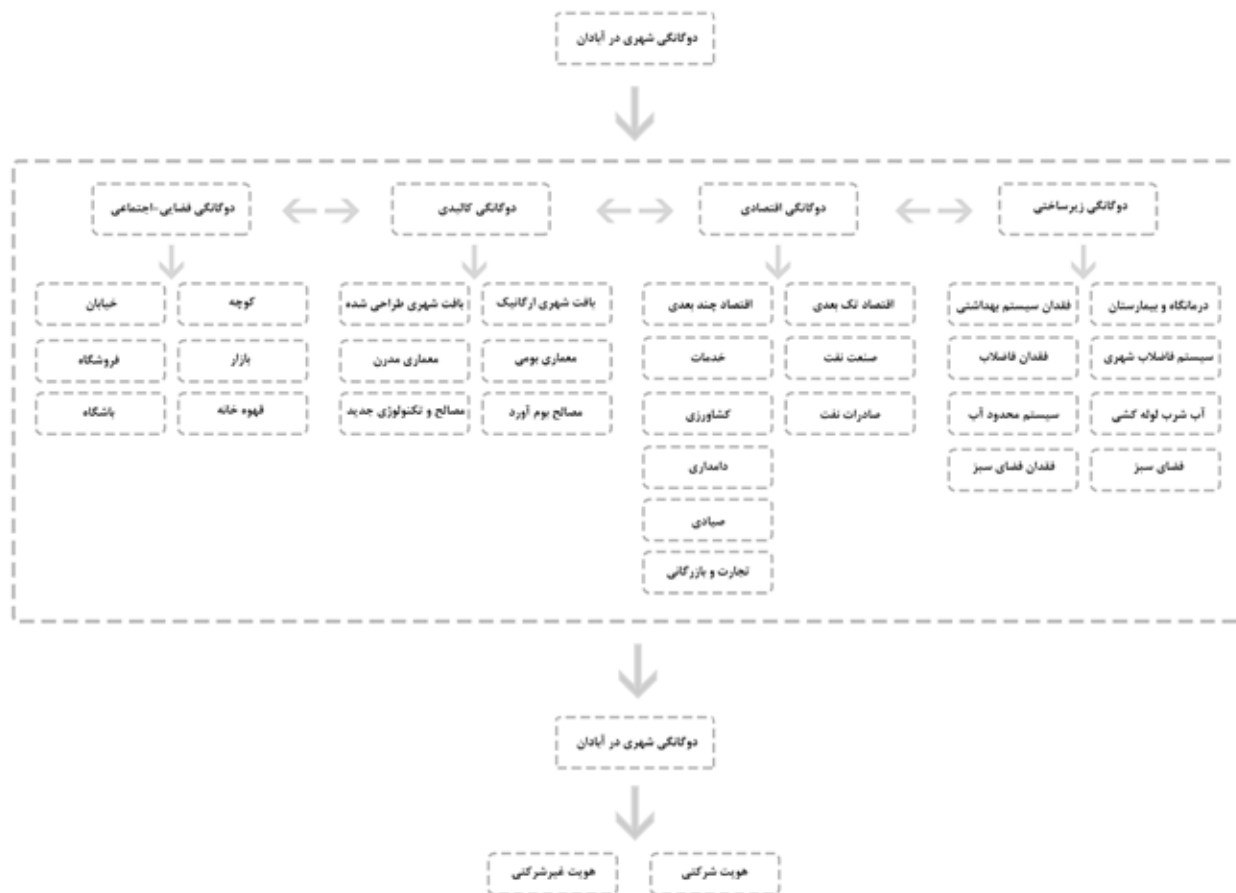 دوگانگی شهری در آبادان
دوگانگی زیرساختی
دوگانگی اقتصادی
دوگانگی کالبدی
دوگانگی فضایی-اجتماعی
درمانگاه و بیمارستان
فقدان سیستم بهداشتی
سیستم فاضلاب شهری
فقدان فاضلاب
آب شرب لوله کشی
سیستم محدود آب
فضای سبز
فقدان فضای سبز
اقتصاد تک بعدی
اقتصاد چند بعدی
صنعت نفت
خدمات
صادرات نفت
کشاورزی
دامداری
صیادی
تجارت و بازرگانی
بافت شهری ارگانیک
بافت شهری طراحی شده
معماری بومی
معماری مدرن
مصالح بوم آورد
مصالح و تکنولوژی جدید
کوچه
خیابان
بازار
فروشگاه
قهوه خانه
باشگاه
دوگانگی شهری در آبادان
هویت شرکتی
هویت غیرشرکتی